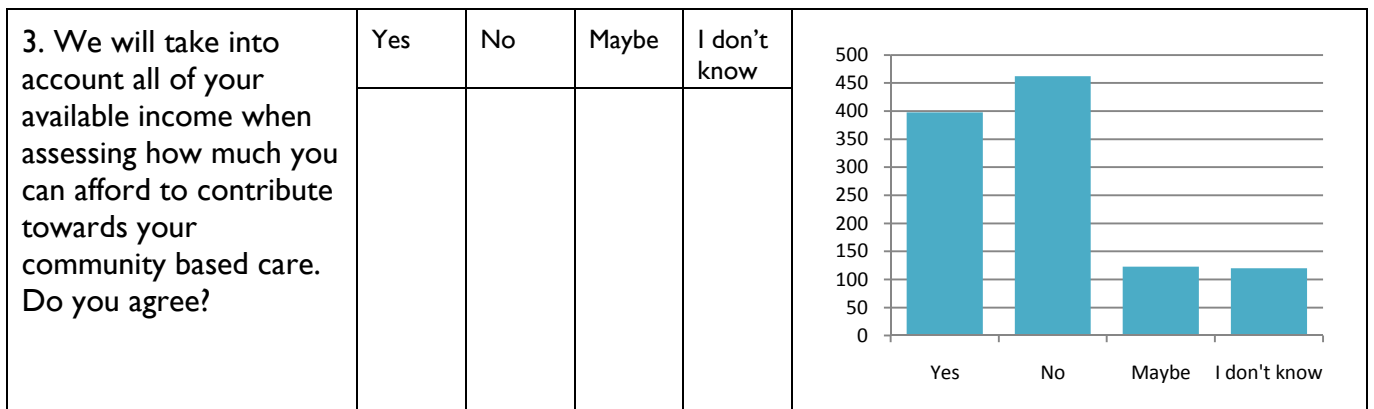 3. We will take into
account all of your
available income when
assessing how much you
can afford to contribute
towards your
community based care.
Do you agree?
Yes
No
Maybe
I don't
know
500
450
400
350
300
250
200
150
100
50
0
Yes No Maybe I don't know